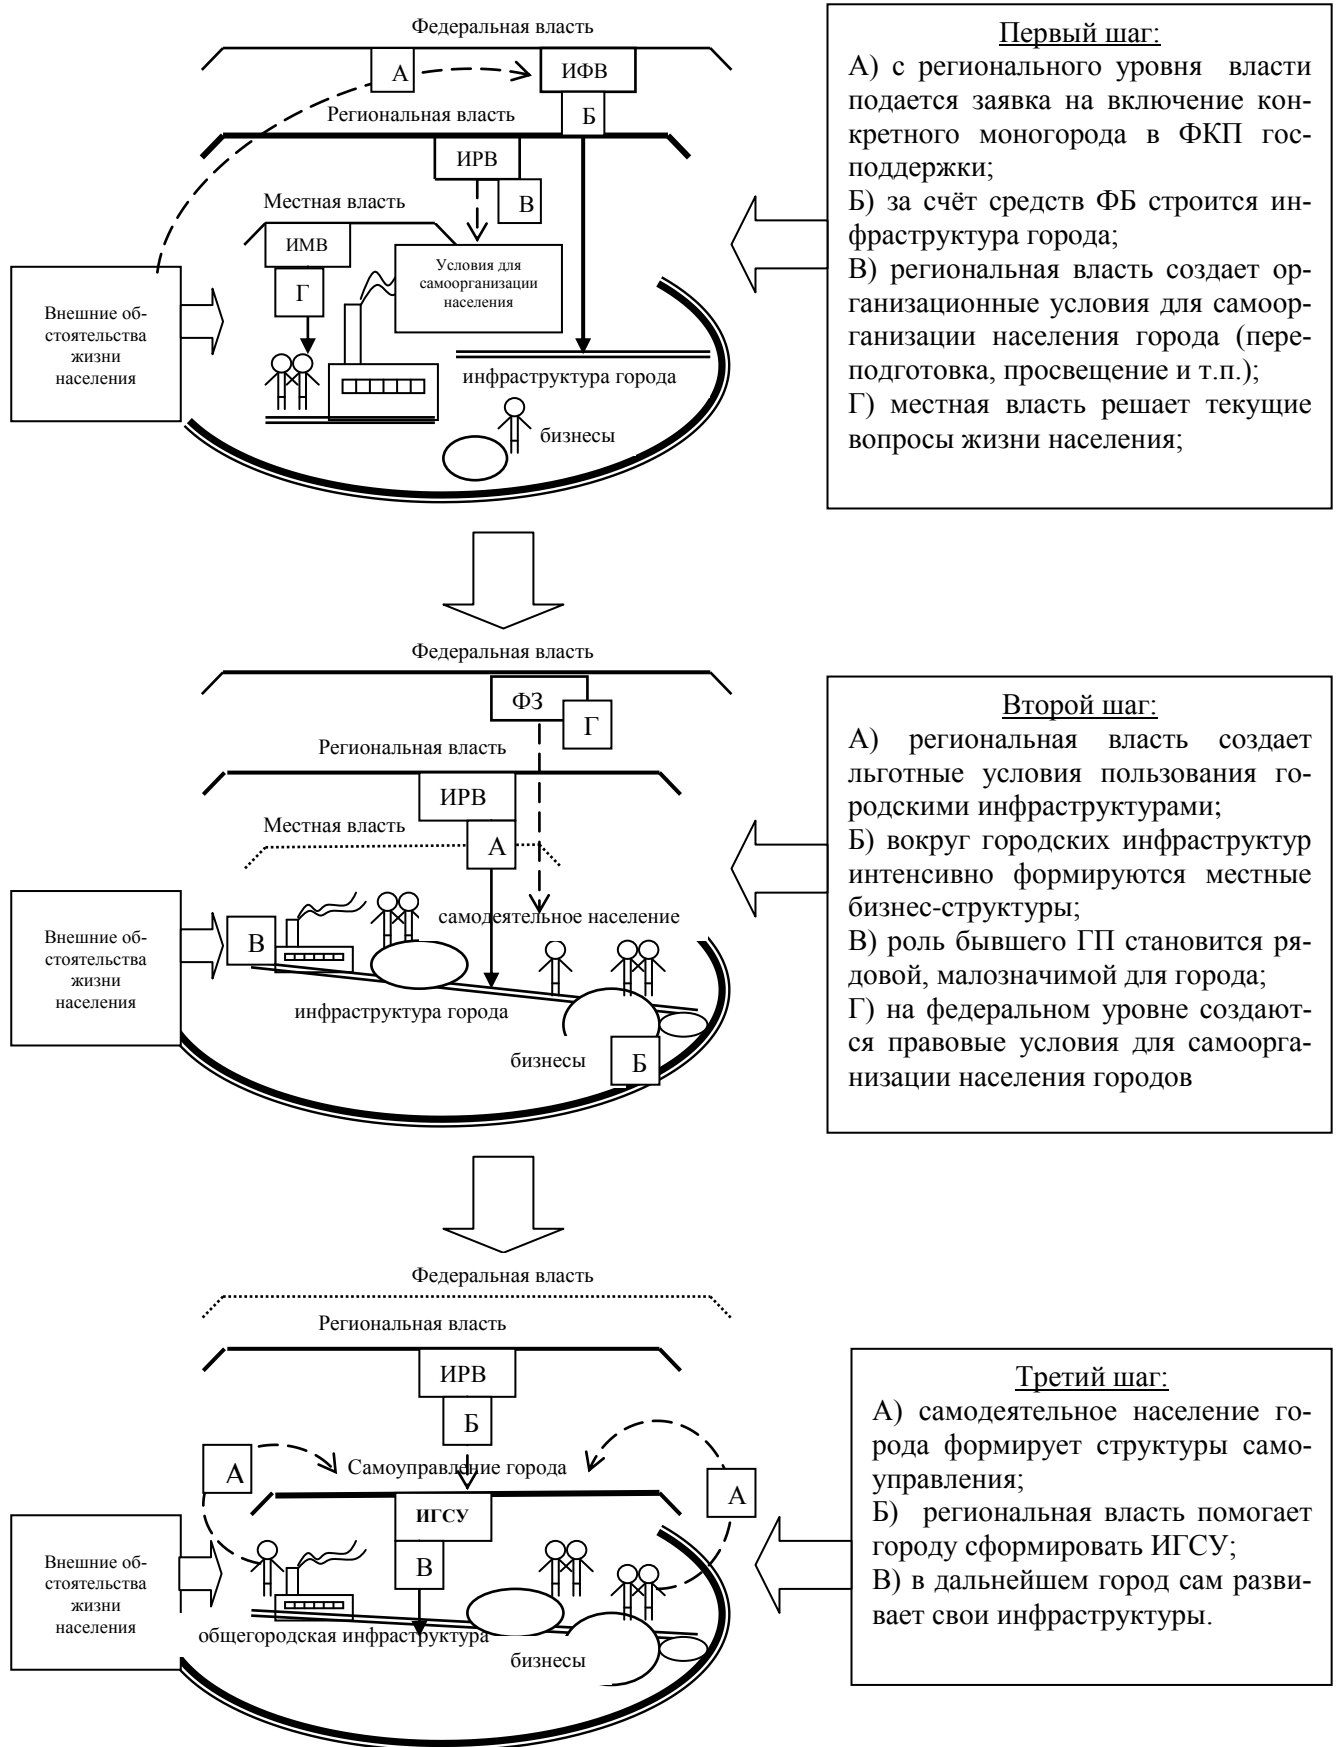 Федеральная власть
А
ИФВ
Б
Региональная власть
ИРВ
В
Местная власть
ИМВ
Г
Условия для
самоорганизации
населения
Внешние об-
стоятельства
жизни
населения
инфраструктура города
бизнесы
Первый шаг:
А) с регионального уровня власти
подается заявка на включение кон-
кретного моногорода в ФКП гос-
поддержки;
Б) за счёт средств ФБ строится ин-
фраструктура города;
В) региональная власть создает ор-
ганизационные условия для самоор-
ганизации населения города (пере-
подготовка, просвещение и т.п.);
Г) местная власть решает текущие
вопросы жизни населения;
Федеральная власть
ФЗ
Г
Региональная власть
ИРВ
Местная власть
А
самодеятельное население
В
Внешние об-
стоятельства
жизни
населения
инфраструктура города
бизнесы
Б
Второй шаг:
А) региональная власть создает
льготные условия пользования го-
родскими инфраструктурами;
Б) вокруг городских инфраструктур
интенсивно формируются местные
бизнес-структуры;
В) роль бывшего ГП становится ря-
довой, малозначимой для города;
Г) на федеральном уровне создают-
ся правовые условия для самоорга-
низации населения городов
Федеральная власть
Региональная власть
ИРВ
Б
А
Самоуправление города
А
ИГСУ
В
Внешние об-
стоятельства
жизни
населения
общегородская инфраструктура
бизнесы
Третий шаг:
А) самодеятельное население го-
рода формирует структуры само-
управления;
Б) региональная власть помогает
городу сформировать ИГСУ;
В) в дальнейшем город сам разви-
вает свои инфраструктуры.